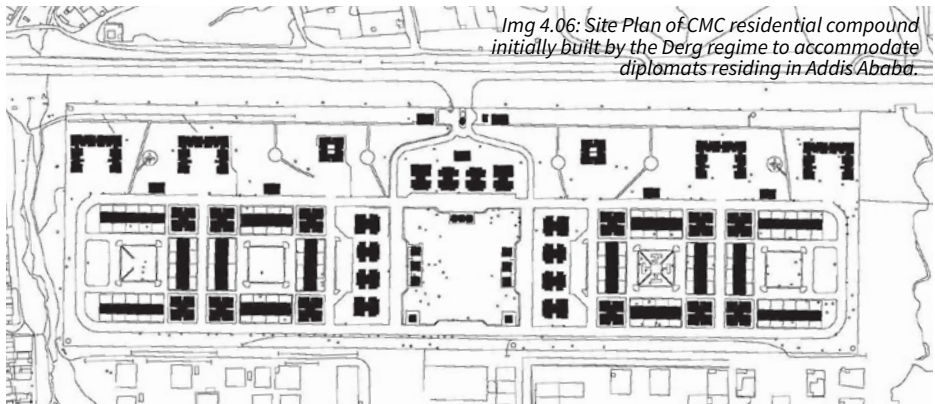 Img 4.06: Site Plan of CMC residential compound
initially built by the Derg regime to accommodate
diplomats residing in Addis Ababa.